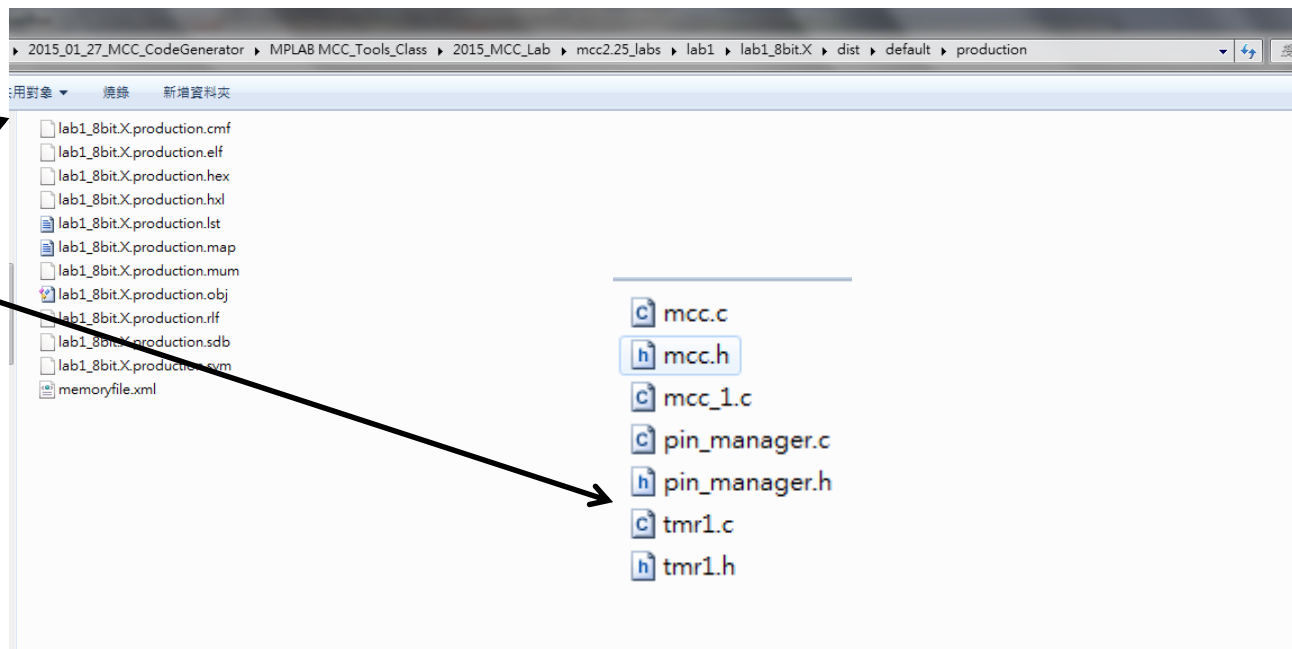 2015_01_27_MCC_CodeGenerator ▸ MPLAB MCC_Tools_Class ▸ 2015_MCC_Lab ▸ mcc2.25_labs ▸ lab1 ▸ lab1_8bit.X ▸ dist ▸ default ▸ production
用對象 燒錄 新增資料夾
lab1_8bit.X.production.cmf
lab1_8bit.X.production.elf
lab1_8bit.X.production.hex
lab1_8bit.X.production.hxl
lab1_8bit.X.production.lst
lab1_8bit.X.production.map
lab1_8bit.X.production.mum
lab1_8bit.X.production.obj
lab1_8bit.X.production.rlf
lab1_8bit.X.production.sdb
lab1_8bit.X.production.sym
memoryfile.xml
mcc.c
mcc.h
mcc_1.c
pin_manager.c
pin_manager.h
tmr1.c
tmr1.h